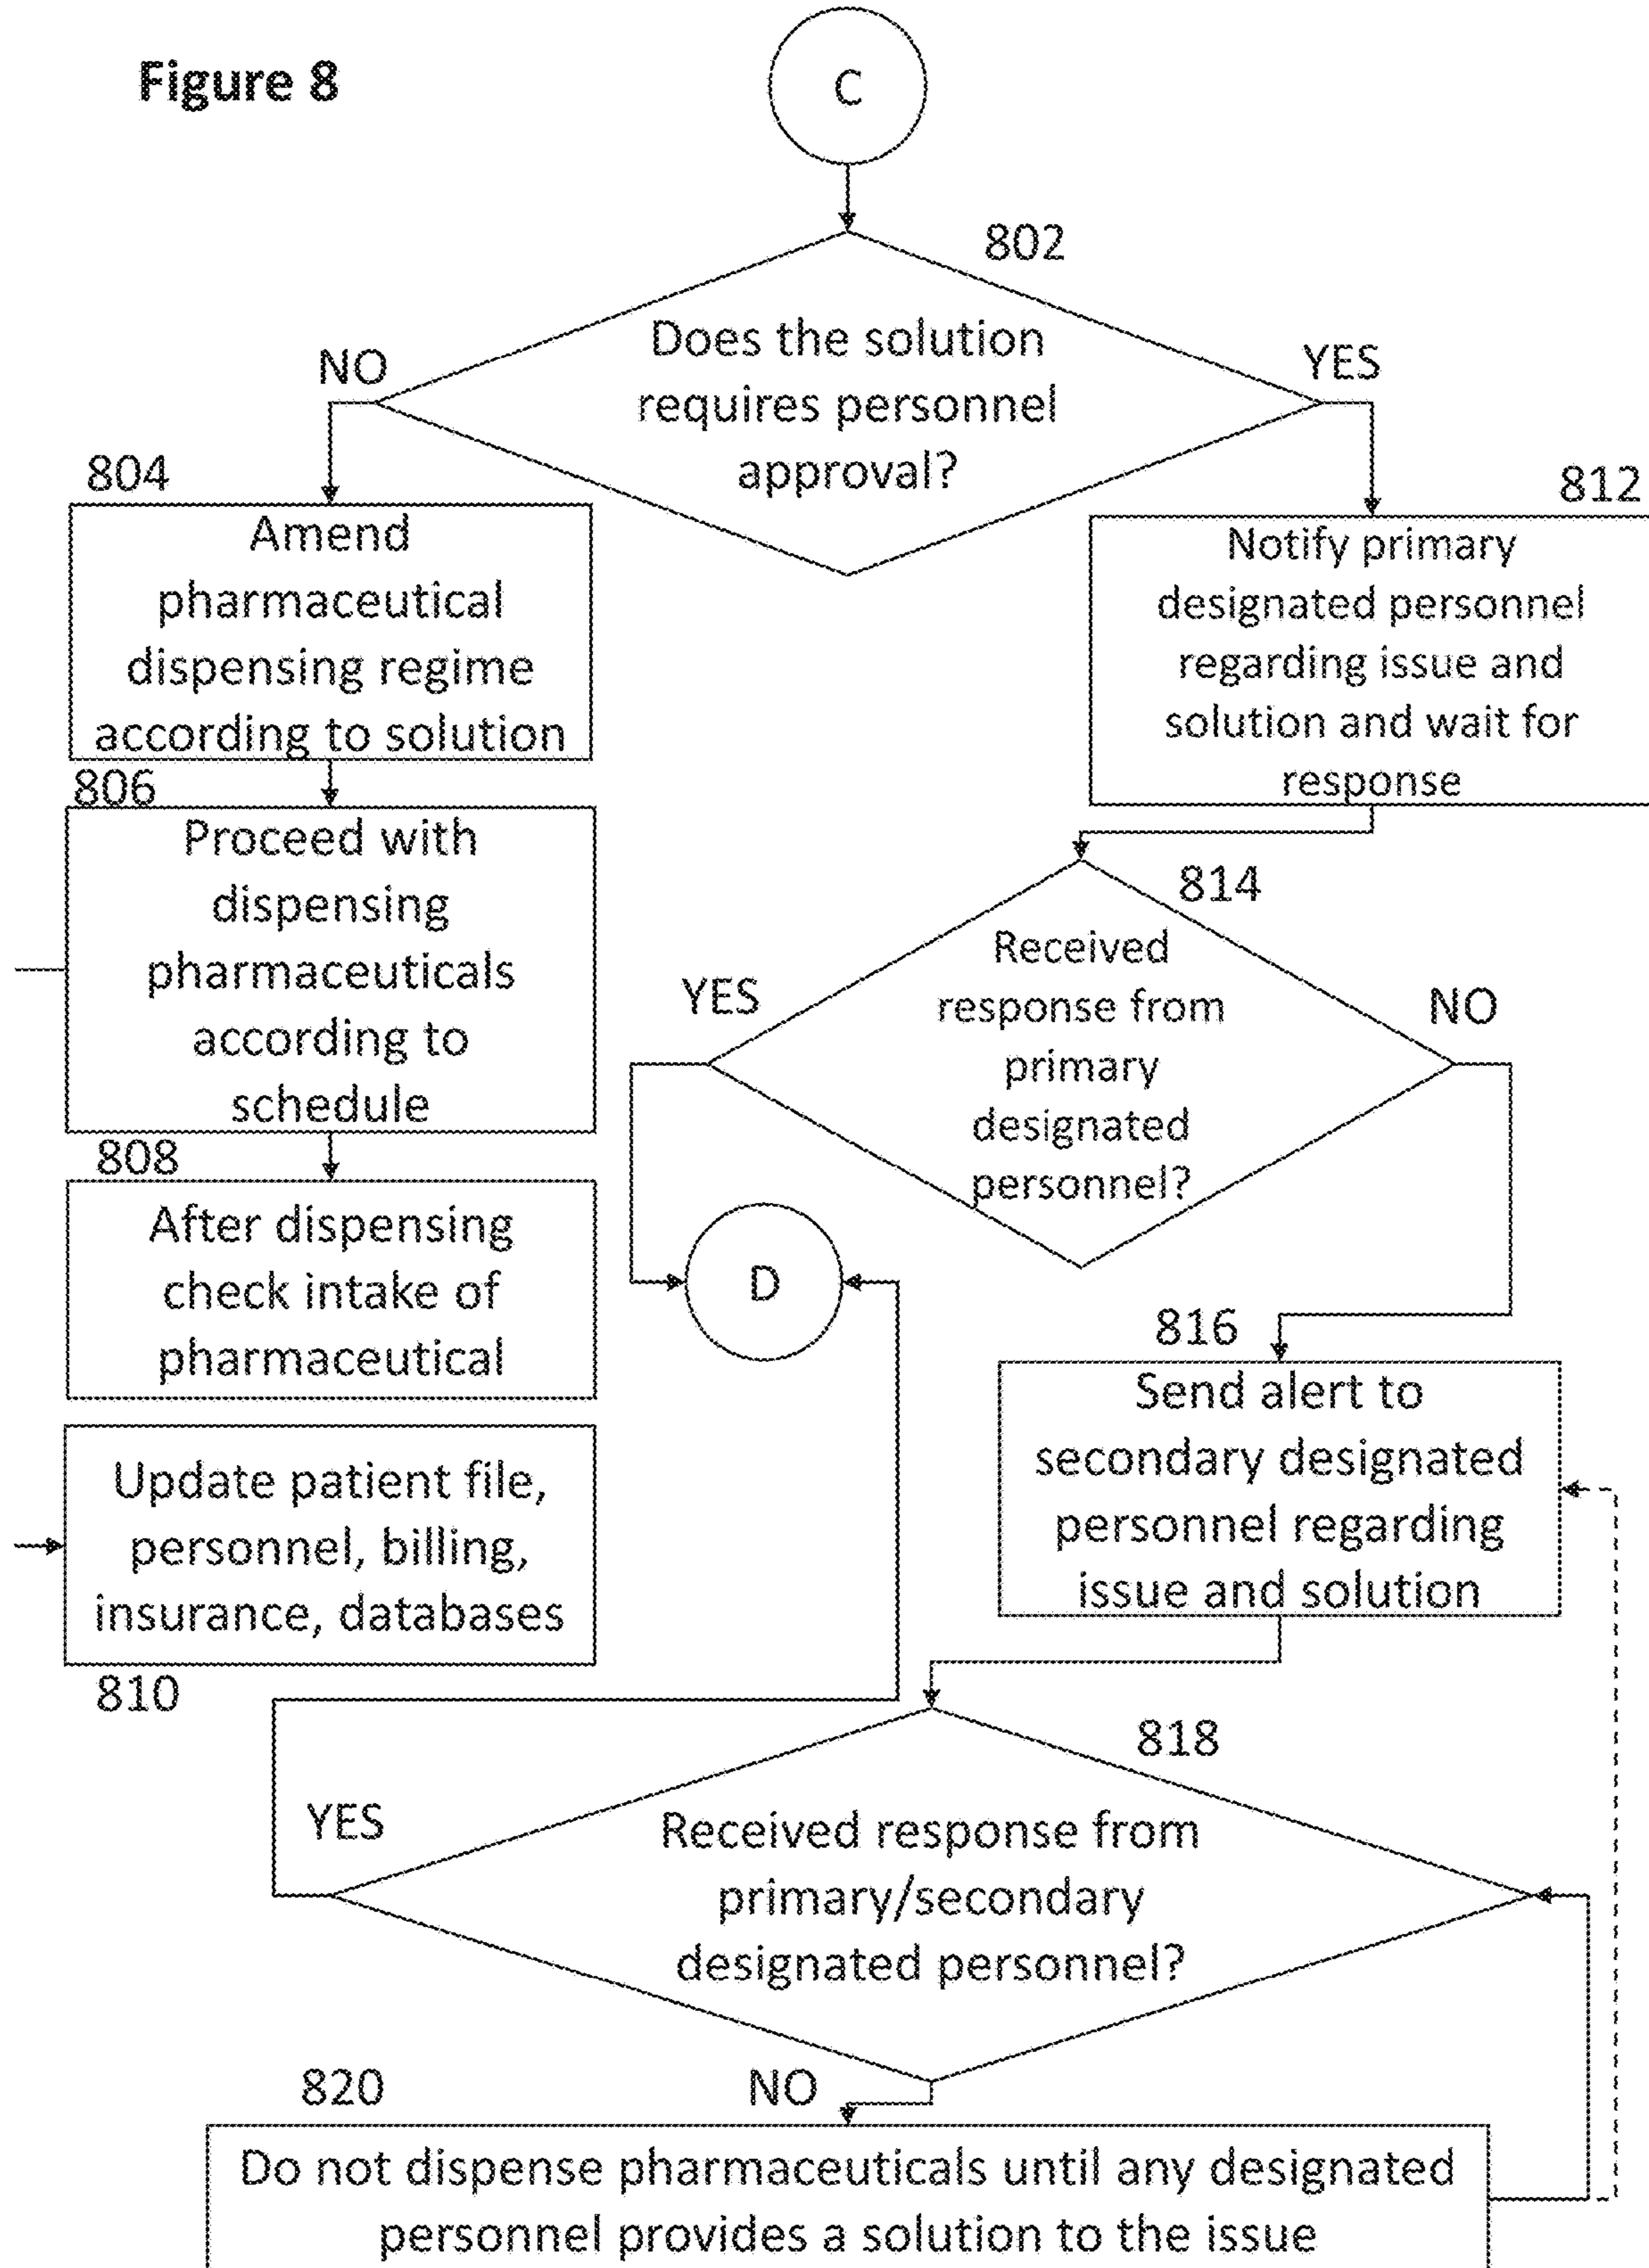 Figure 8
C
802
Does the solution
requires personnel
approval?
NO
YES
804
Amend
pharmaceutical
dispensing regime
according to solution
806
Proceed with
dispensing
pharmaceuticals
according to
schedule
808
After dispensing
check intake of
pharmaceutical
Update patient file,
personnel, billing,
insurance, databases
810
812
Notify primary
designated personnel
regarding issue and
solution and wait for
response
814
Received
response from
primary
designated
personnel?
YES
NO
D
816
Send alert to
secondary designated
personnel regarding
issue and solution
818
YES
Received response from
primary/secondary
designated personnel?
NO
820
Do not dispense pharmaceuticals until any designated
personnel provides a solution to the issue